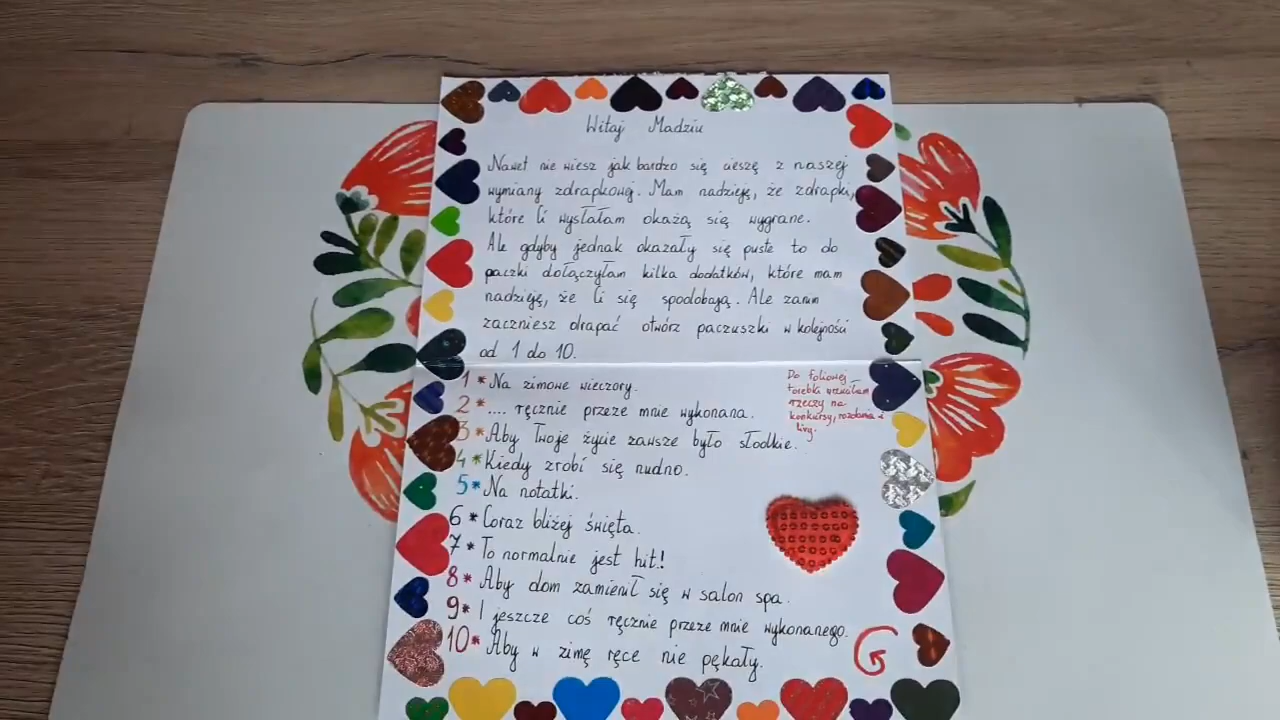 Witaj Madziu
Nawet nie wiesz jak bardzo się cieszę z naszej
wymiany zdrapkowej. Mam nadzieję, że zdrapki,
które Ci wysłałam okażą się wygrane.
Ale gdyby jednak okazały się puste to do
paczki dołączyłam kilka dodatków, które mam
nadzieję, że Ci się spodobają. Ale zanim
zaczniesz drapać otwórz paczuszki w kolejności
od 1 do 10.
1 * Na zimowe wieczory.
2 * .... ręcznie przeze mnie wykonana.
3 * Aby Twoje życie zawsze było słodkie.
4 * Kiedy zrobi się nudno.
5 * Na notatki.
6 * Coraz bliżej święta.
7 * To normalnie jest hit!
8 * Aby dom zamienił się w salon spa.
9 * I jeszcze coś ręcznie przeze mnie wykonanego.
10 * Aby w zimę ręce nie pękały.
Do foliowej
torebki wrzuciłam
rzeczy na
konkursy, rozdania i
livy.